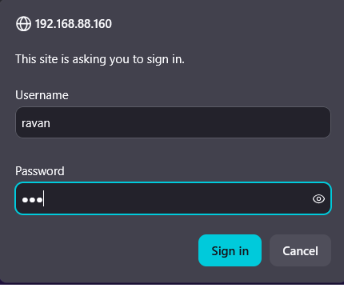 192.168.88.160
This site is asking you to sign in.
Username
ravan
Password
●●●
Sign in Cancel